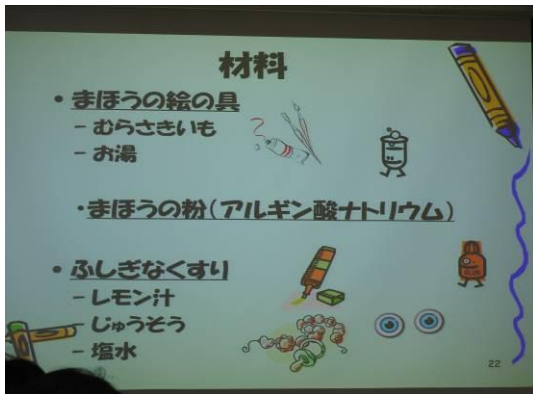 材料
• まほうの絵の具
– むらさきいも
– お湯
・まほうの粉(アルギン酸ナトリウム)
• ふしぎなくすり
– レモン汁
– じゅうそう
– 塩水
22